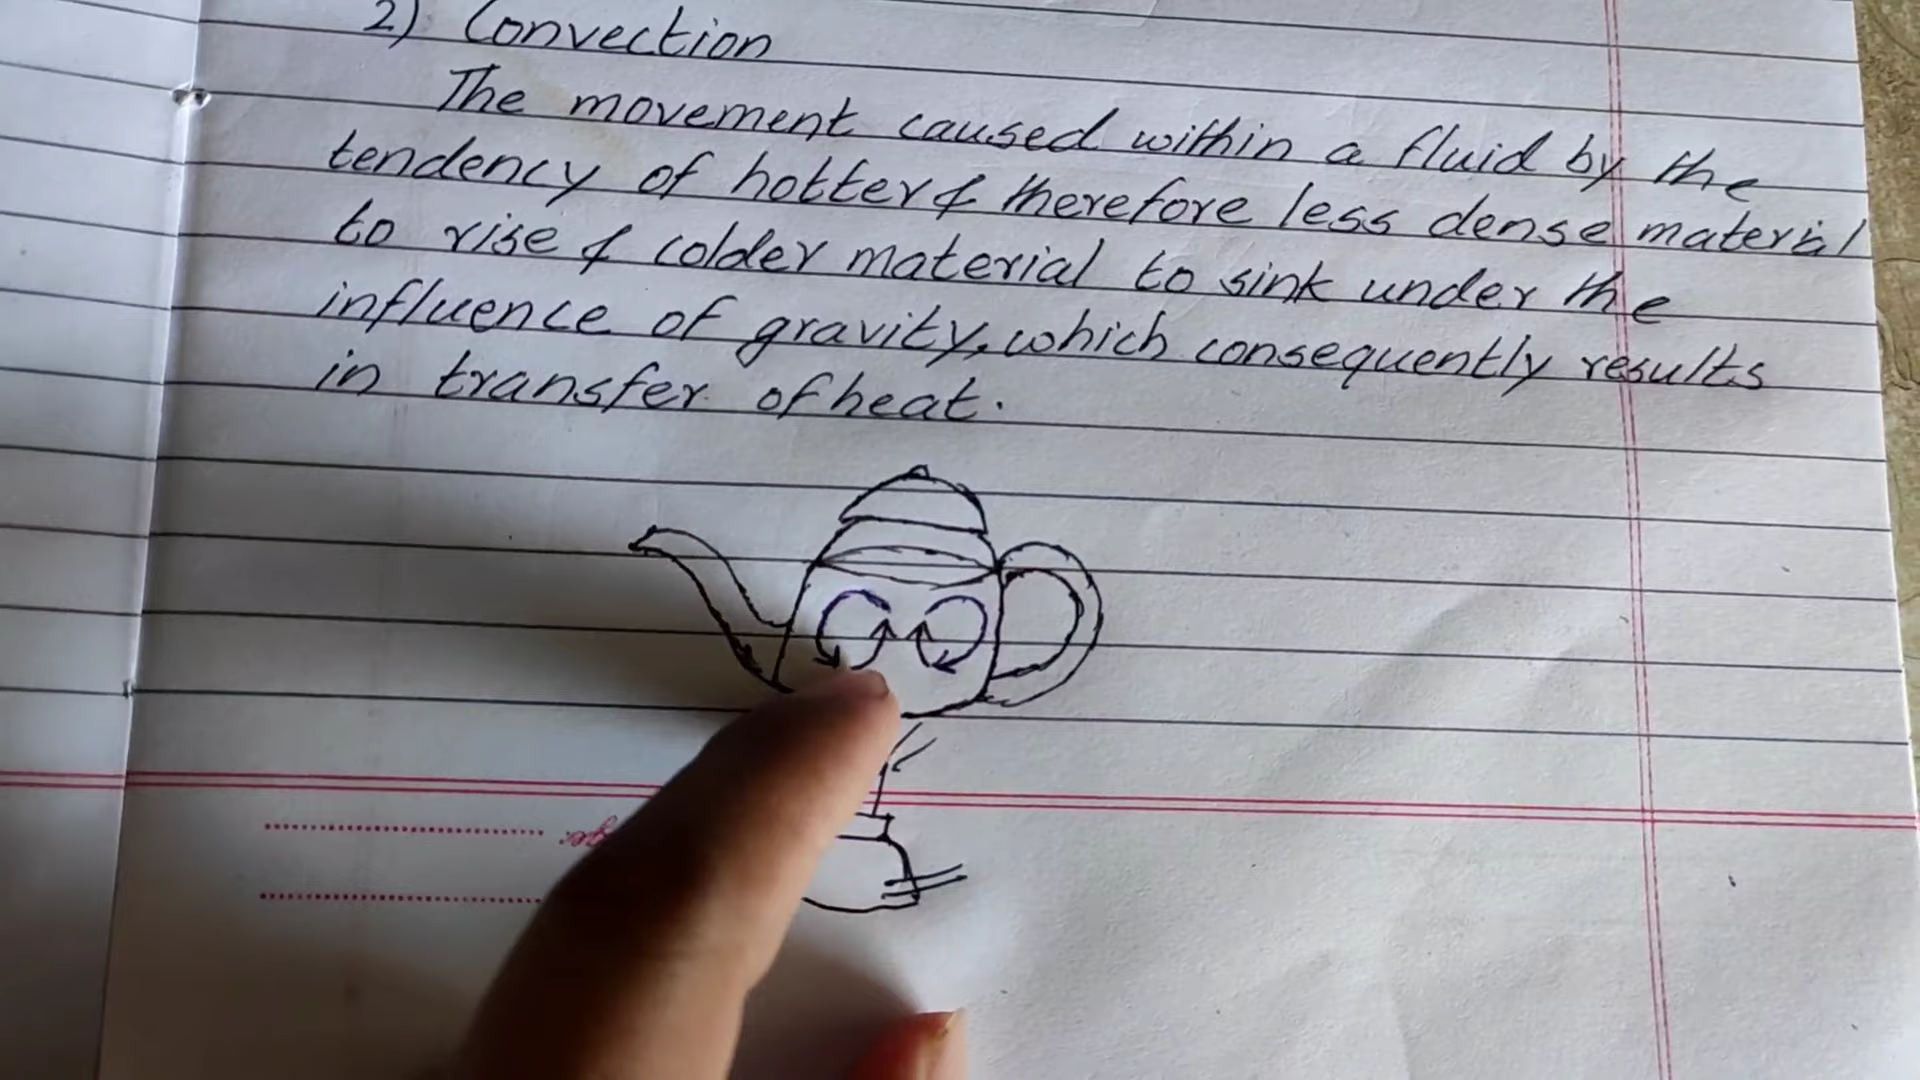 2) Convection
The movement caused within a fluid by the
tendency of hotter & therefore less dense material
to rise & colder material to sink under the
influence of gravity, which consequently results
in transfer of heat.